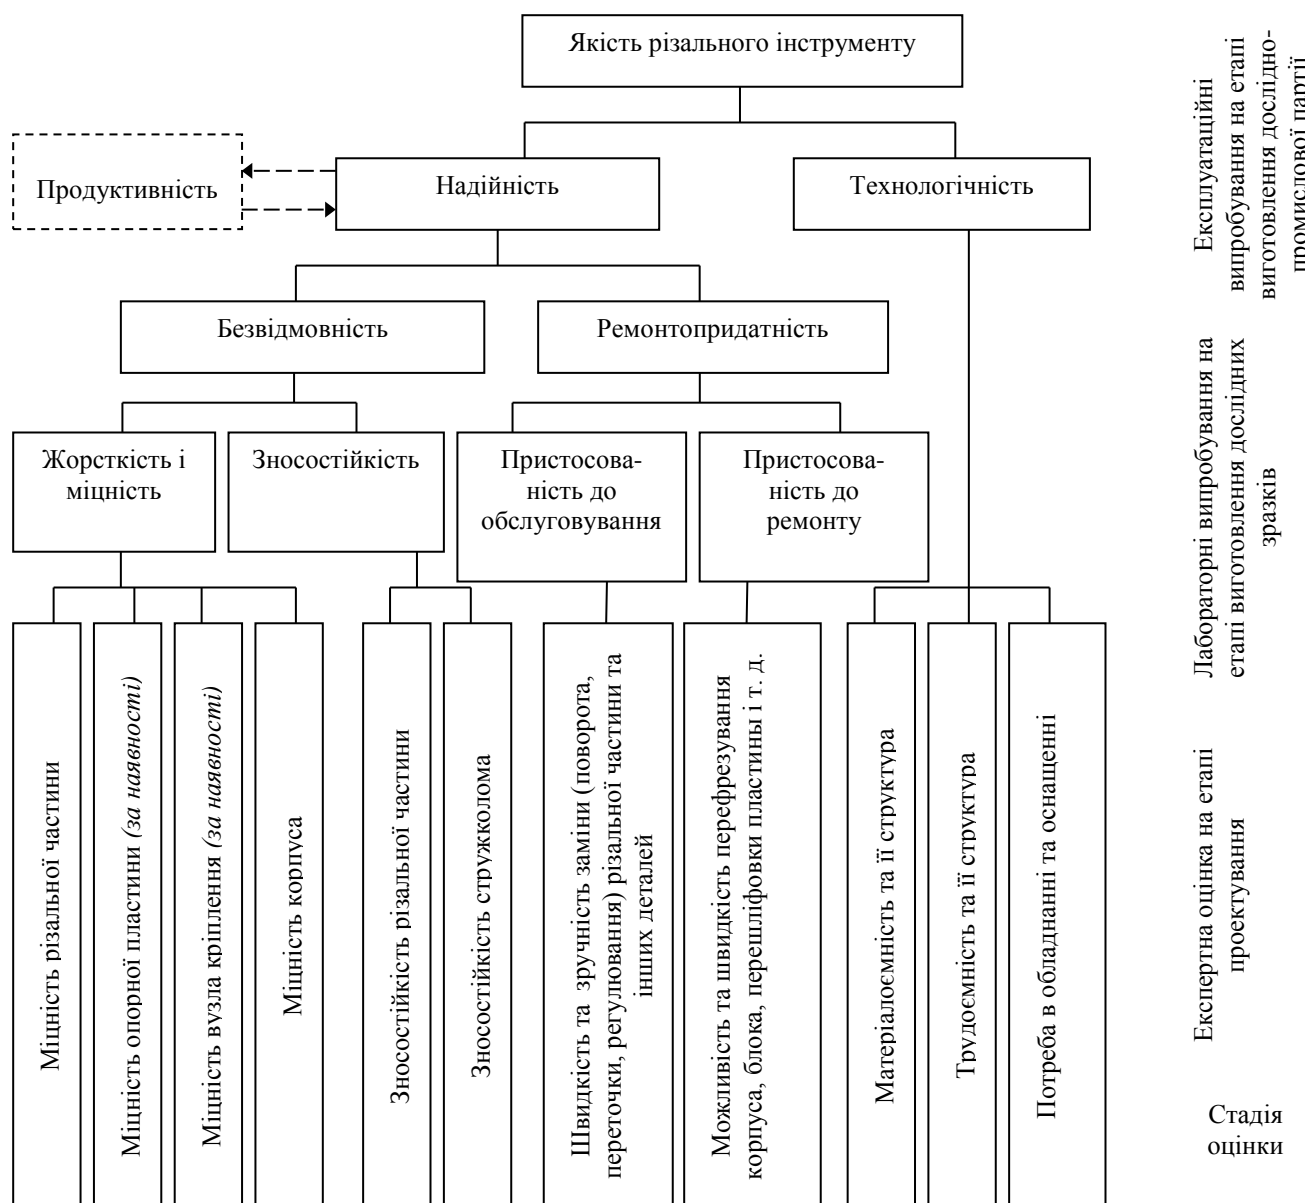 Якість різального інструменту
Продуктивність
Надійність
Технологічність
Безвідмовність
Ремонтопридатність
Жорсткість і
міцність
Зносостійкість
Пристосова-
ність до
обслуговування
Пристосова-
ність до
ремонту
Міцність різальної частини
Міцність опорної пластини (за наявності)
Міцність вузла кріплення (за наявності)
Міцність корпуса
Зносостійкість різальної частини
Зносостійкість стружколома
Швидкість та зручність заміни (поворота,
переточки, регулювання) різальної частини та
інших деталей
Можливість та швидкість перефрезування
корпуса, блока, перешліфовки пластины і т. д.
Матеріалоємність та її структура
Трудоємність та її структура
Потреба в обладнанні та оснащенні
Експлуатаційні
випробування на етапі
виготовлення дослідно-
промислової партії
Лабораторні випробування на
етапі виготовлення дослідних
зразків
Експертна оцінка на етапі
проектування
Стадія
оцінки